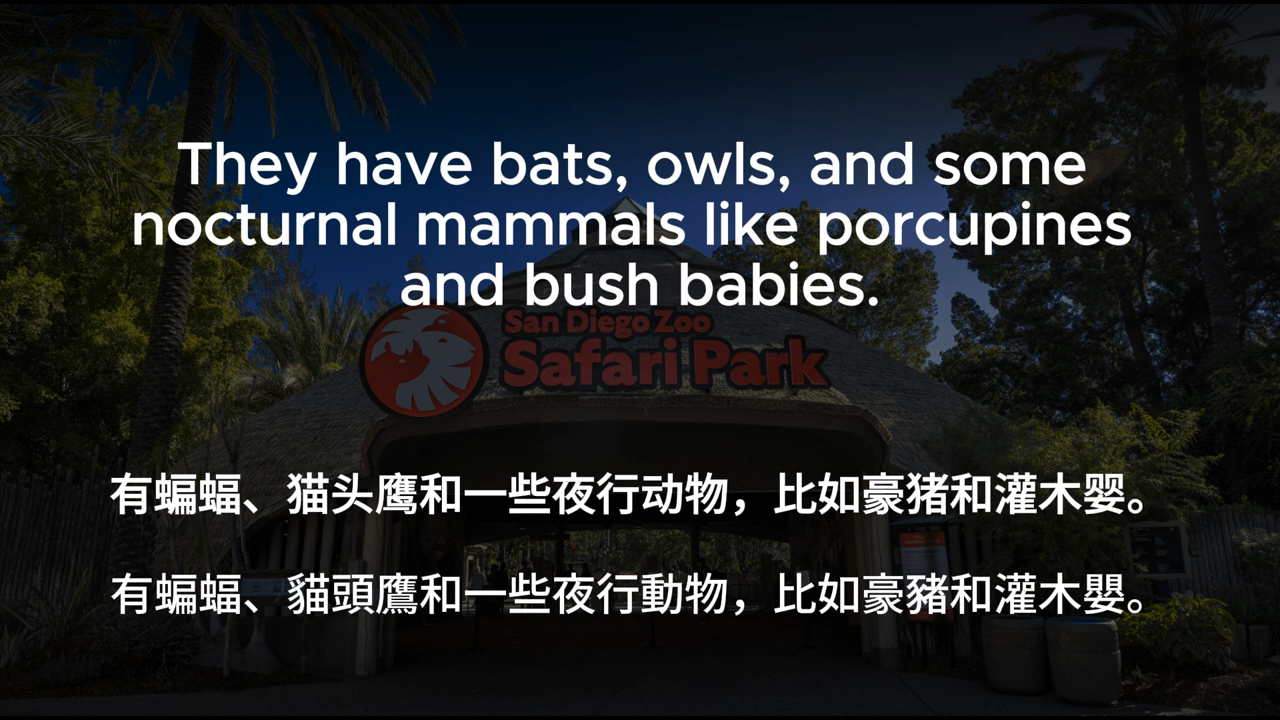 They have bats, owls, and some
nocturnal mammals like porcupines
and bush babies.
San Diego Zoo
Safari Park
有蝙蝠、猫头鹰和一些夜行动物，比如豪猪和灌木婴。
有蝙蝠、貓頭鷹和一些夜行動物，比如豪豬和灌木嬰。